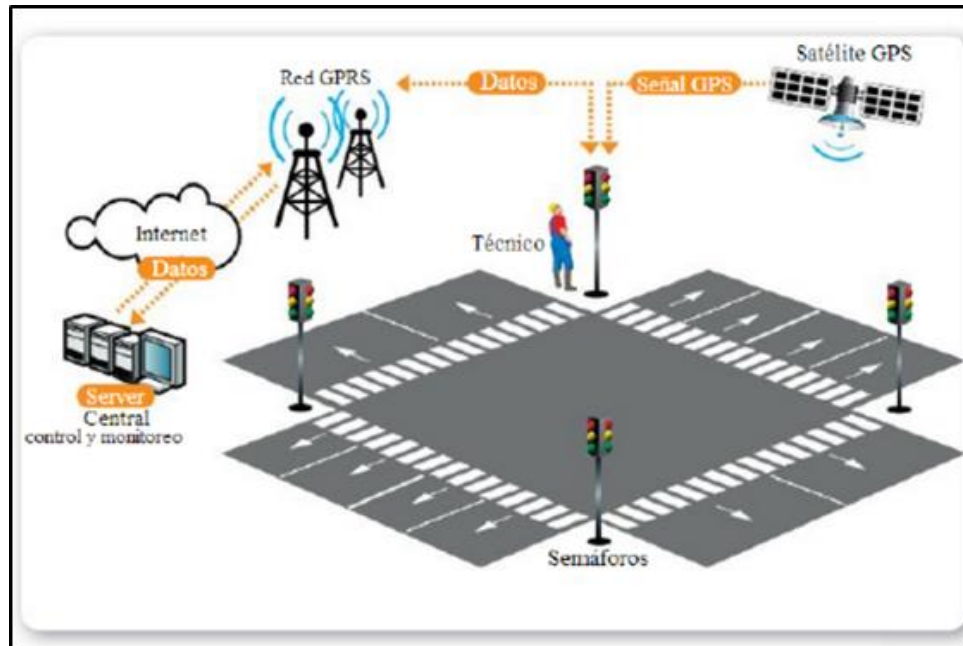 Satélite GPS
Red GPRS
Datos
Señal GPS
Internet
Técnico
Datos
Server
Central
control y monitoreo
Semáforos